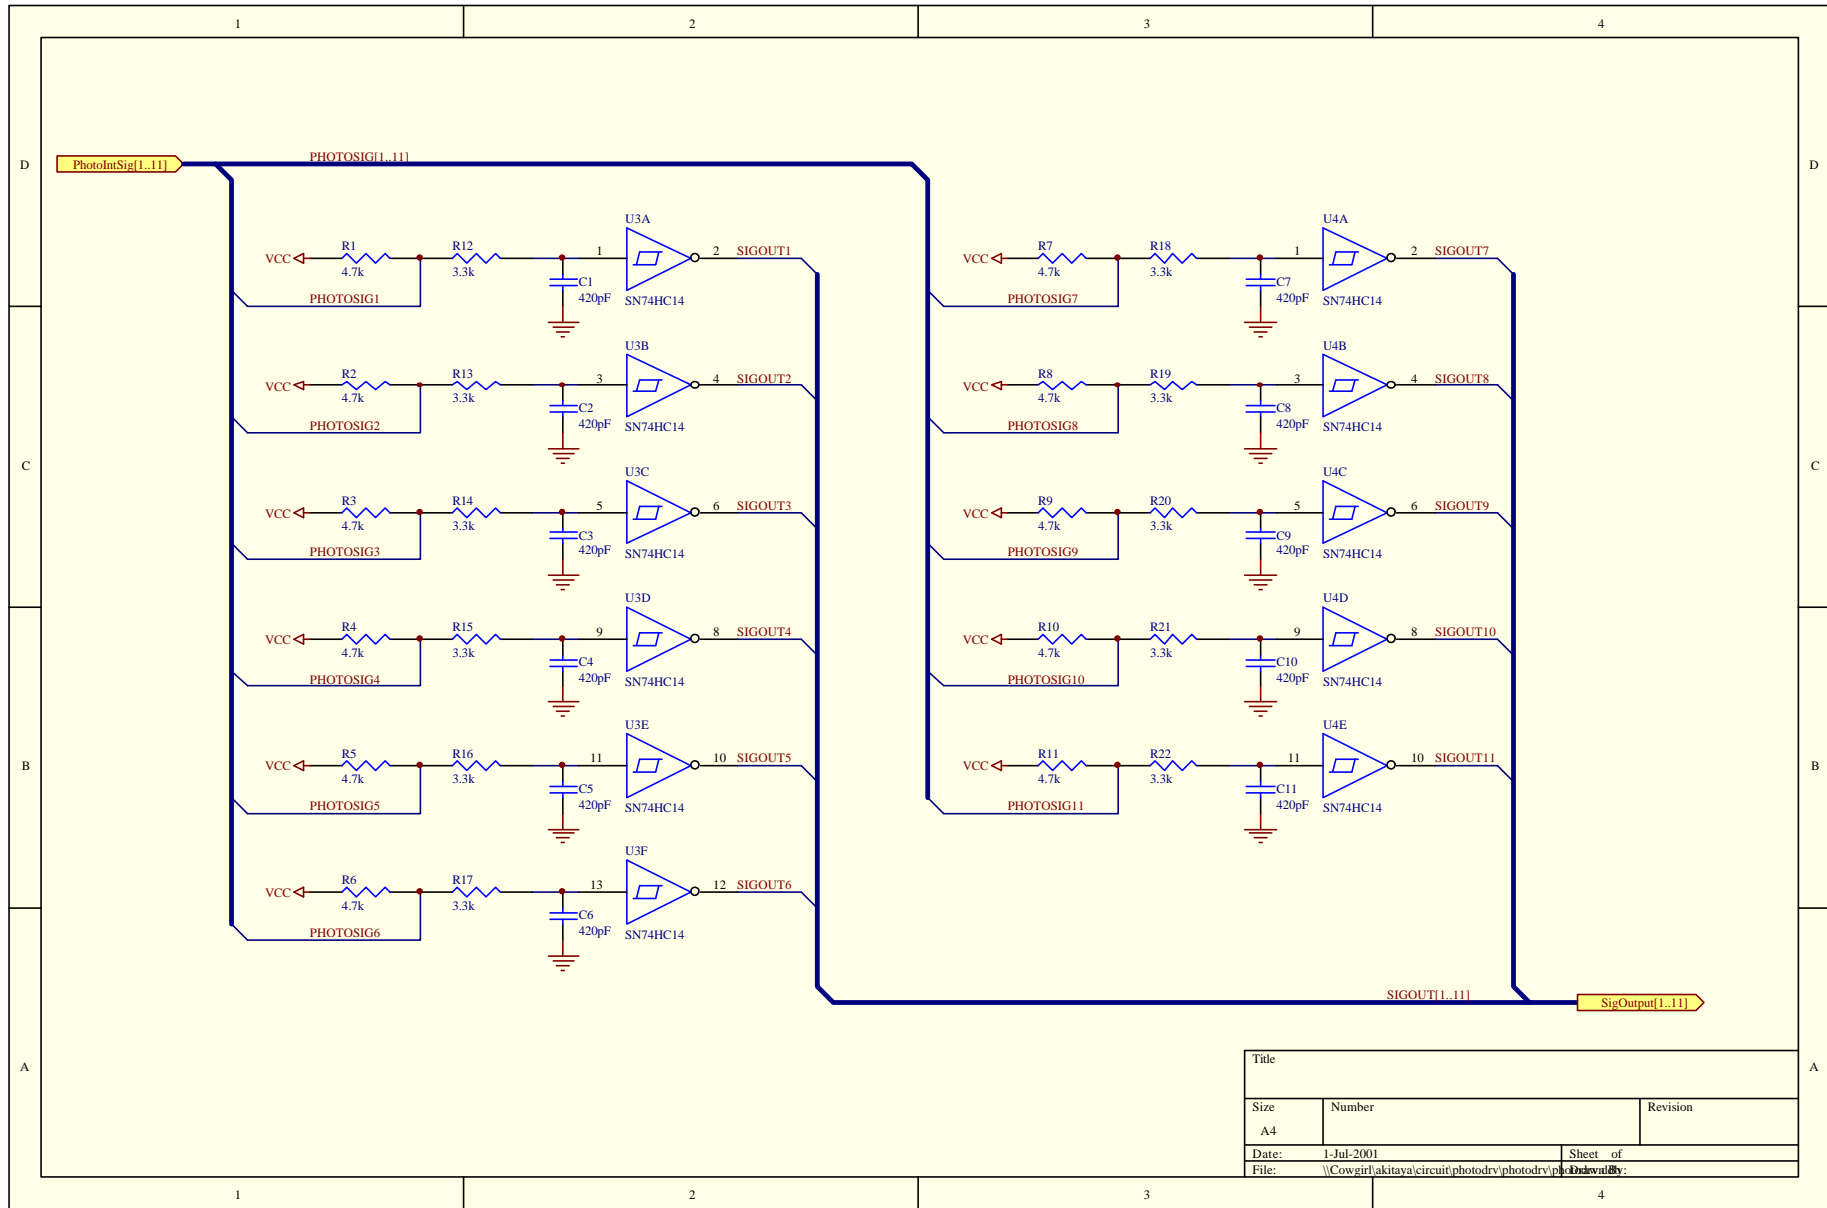 1 2 3 4
D PhotoIntSig[1..11] PHOTOSIG[1..11] D
U3A U4A
VCC R1 4.7k R12 3.3k 1 2 SIGOUT1
C1 420pF SN74HC14
PHOTOSIG1
VCC R7 4.7k R18 3.3k 1 2 SIGOUT7
C7 420pF SN74HC14
PHOTOSIG7
U3B U4B
VCC R2 4.7k R13 3.3k 3 4 SIGOUT2
C2 420pF SN74HC14
PHOTOSIG2
VCC R8 4.7k R19 3.3k 3 4 SIGOUT8
C8 420pF SN74HC14
PHOTOSIG8
C C
U3C U4C
VCC R3 4.7k R14 3.3k 5 6 SIGOUT3
C3 420pF SN74HC14
PHOTOSIG3
VCC R9 4.7k R20 3.3k 5 6 SIGOUT9
C9 420pF SN74HC14
PHOTOSIG9
U3D U4D
VCC R4 4.7k R15 3.3k 9 8 SIGOUT4
C4 420pF SN74HC14
PHOTOSIG4
VCC R10 4.7k R21 3.3k 9 8 SIGOUT10
C10 420pF SN74HC14
PHOTOSIG10
U3E U4E
B B
VCC R5 4.7k R16 3.3k 11 10 SIGOUT5
C5 420pF SN74HC14
PHOTOSIG5
VCC R11 4.7k R22 3.3k 11 10 SIGOUT11
C11 420pF SN74HC14
PHOTOSIG11
U3F
VCC R6 4.7k R17 3.3k 13 12 SIGOUT6
C6 420pF SN74HC14
PHOTOSIG6
SIGOUT[1..11] SigOutput[1..11]
A A
Title
Size Number Revision
A4
Date: 1-Jul-2001 Sheet of
File: \\Cowgirl\akitaya\circuit\photodrv\photodrv\
1 2 3 4